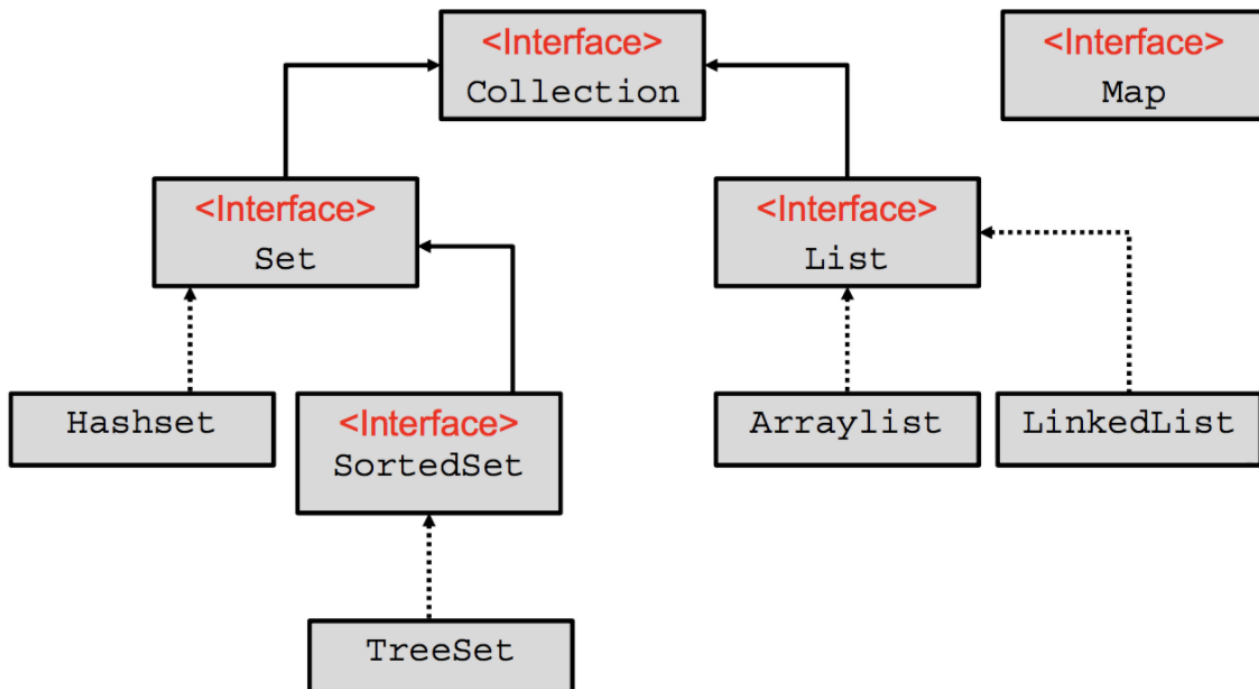 <Interface>
Collection
<Interface>
Map
<Interface>
Set
<Interface>
List
Hashset
<Interface>
SortedSet
Arraylist
LinkedList
TreeSet